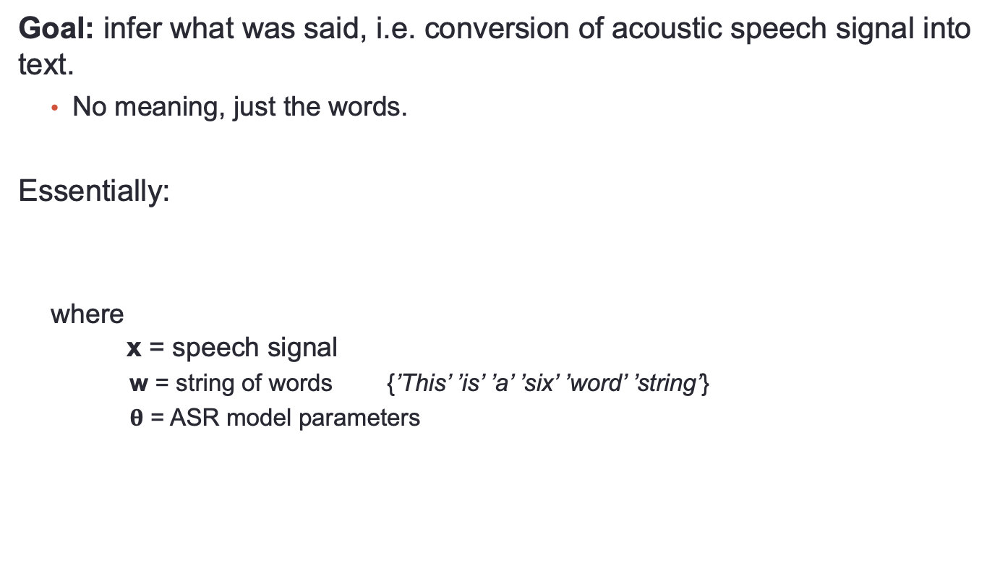 Goal: infer what was said, i.e. conversion of acoustic speech signal into
text.
• No meaning, just the words.
Essentially:
where
x = speech signal
w = string of words {’This’ ’is’ ’a’ ’six’ ’word’ ’string’}
θ = ASR model parameters